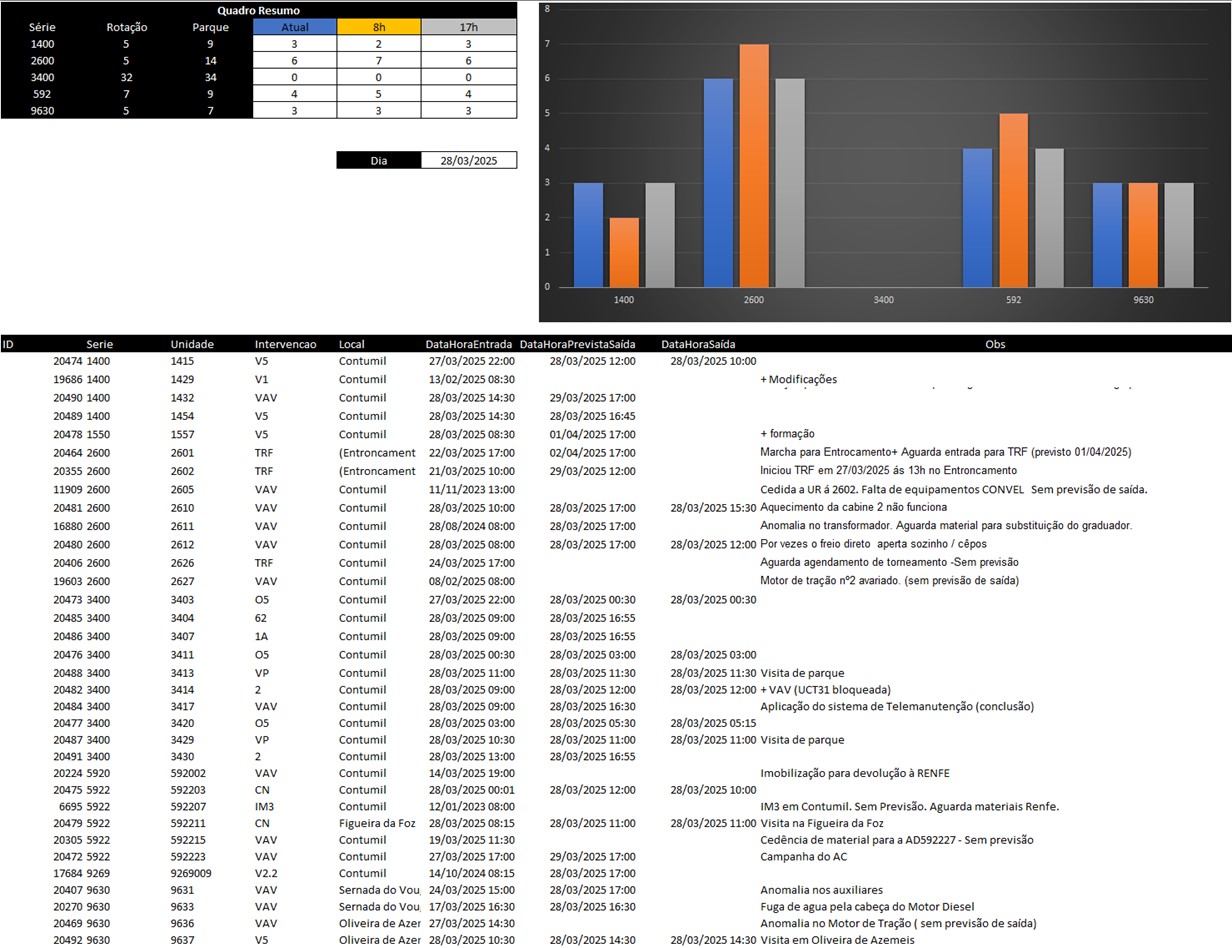 Quadro Resumo
Série Rotação Parque Atual 8h 17h
1400 5 9 3 2 3
2600 5 14 6 7 6
3400 32 34 0 0 0
592 7 9 4 5 4
9630 5 7 3 3 3
Dia 28/03/2025
8
7
6
5
4
3
2
1
0
1400 2600 3400 592 9630
ID Serie Unidade Intervencao Local DataHoraEntrada DataHoraPrevistaSaída DataHoraSaída Obs
20474 1400 1415 V5 Contumil 27/03/2025 22:00 28/03/2025 12:00 28/03/2025 10:00
19686 1400 1429 V1 Contumil 13/02/2025 08:30 + Modificações
20490 1400 1432 VAV Contumil 28/03/2025 14:30 29/03/2025 17:00
20489 1400 1454 V5 Contumil 28/03/2025 14:30 28/03/2025 16:45
20478 1550 1557 V5 Contumil 28/03/2025 08:30 01/04/2025 17:00 + formação
20464 2600 2601 TRF (Entroncament 22/03/2025 17:00 02/04/2025 17:00 Marcha para Entrocamento+ Aguarda entrada para TRF (previsto 01/04/2025)
20355 2600 2602 TRF (Entroncament 21/03/2025 10:00 29/03/2025 12:00 Iniciou TRF em 27/03/2025 ás 13h no Entroncamento
11909 2600 2605 VAV Contumil 11/11/2023 13:00 Cedida a UR á 2602. Falta de equipamentos CONVEL Sem previsão de saída.
20481 2600 2610 VAV Contumil 28/03/2025 10:00 28/03/2025 17:00 28/03/2025 15:30 Aquecimento da cabine 2 não funciona
16880 2600 2611 VAV Contumil 28/08/2024 08:00 28/03/2025 17:00 Anomalia no transformador. Aguarda material para substituição do graduador.
20480 2600 2612 VAV Contumil 28/03/2025 08:00 28/03/2025 17:00 28/03/2025 12:00 Por vezes o freio direto aperta sozinho / cêpos
20406 2600 2626 TRF Contumil 24/03/2025 17:00 Aguarda agendamento de torneamento -Sem previsão
19603 2600 2627 VAV Contumil 08/02/2025 08:00 Motor de tração nº2 avariado. (sem previsão de saída)
20473 3400 3403 O5 Contumil 27/03/2025 22:00 28/03/2025 00:30 28/03/2025 00:30
20485 3400 3404 62 Contumil 28/03/2025 09:00 28/03/2025 16:55
20486 3400 3407 1A Contumil 28/03/2025 09:00 28/03/2025 16:55
20476 3400 3411 O5 Contumil 28/03/2025 00:30 28/03/2025 03:00 28/03/2025 03:00
20488 3400 3413 VP Contumil 28/03/2025 11:00 28/03/2025 11:30 28/03/2025 11:30 Visita de parque
20482 3400 3414 2 Contumil 28/03/2025 09:00 28/03/2025 12:00 28/03/2025 12:00 + VAV (UCT31 bloqueada)
20484 3400 3417 VAV Contumil 28/03/2025 09:00 28/03/2025 16:30 Aplicação do sistema de Telemanutenção (conclusão)
20477 3400 3420 O5 Contumil 28/03/2025 03:00 28/03/2025 05:30 28/03/2025 05:15
20487 3400 3429 VP Contumil 28/03/2025 10:30 28/03/2025 11:00 28/03/2025 11:00 Visita de parque
20491 3400 3430 2 Contumil 28/03/2025 13:00 28/03/2025 16:55
20224 5920 592002 VAV Contumil 14/03/2025 19:00 Imobilização para devolução à RENFE
20475 5922 592203 CN Contumil 28/03/2025 00:01 28/03/2025 12:00 28/03/2025 10:00
6695 5922 592207 IM3 Contumil 12/01/2023 08:00 IM3 em Contumil. Sem Previsão. Aguarda materiais Renfe.
20479 5922 592211 CN Figueira da Foz 28/03/2025 08:15 28/03/2025 11:00 28/03/2025 11:00 Visita na Figueira da Foz
20305 5922 592215 VAV Contumil 19/03/2025 11:30 Cedência de material para a AD592227 - Sem previsão
20472 5922 592223 VAV Contumil 27/03/2025 17:00 29/03/2025 17:00 Campanha do AC
17684 9269 9269009 V2.2 Contumil 14/10/2024 08:15 28/03/2025 17:00
20407 9630 9631 VAV Sernada do Vou 24/03/2025 15:00 28/03/2025 17:00 Anomalia nos auxiliares
20270 9630 9633 VAV Sernada do Vou 17/03/2025 16:30 28/03/2025 16:30 Fuga de agua pela cabeça do Motor Diesel
20469 9630 9636 VAV Oliveira de Azer 27/03/2025 14:30 Anomalia no Motor de Tração ( sem previsão de saída)
20492 9630 9637 V5 Oliveira de Azer 28/03/2025 10:30 28/03/2025 14:30 28/03/2025 14:30 Visita em Oliveira de Azemeis